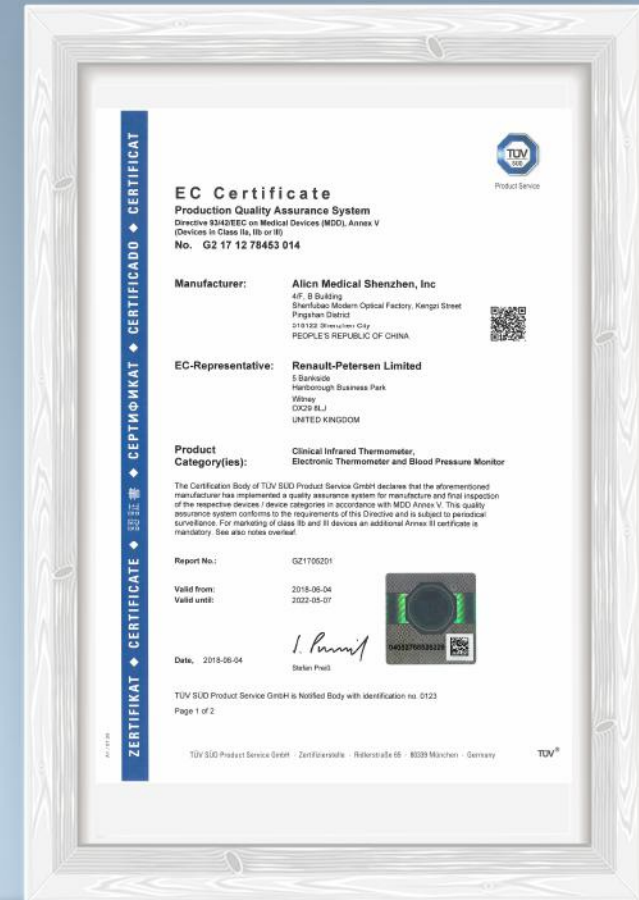 ZERTIFIKAT ◆ CERTIFICATE ◆ 認証書 ◆ СЕРТИФИКАТ ◆ CERTIFICADO ◆ CERTIFICAT
TÜV
SÜD
Product Service
EC Certificate
Production Quality Assurance System
Directive 93/42/EEC on Medical Devices (MDD), Annex V
(Devices in Class IIa, IIb or III)
No. G2 17 12 78453 014
Manufacturer: Alicn Medical Shenzhen, Inc
4/F, B Building
Shenfubao Modern Optical Factory, Kengzi Street
Pingshan District
518122 Shenzhen City
PEOPLE'S REPUBLIC OF CHINA
EC-Representative: Renault-Petersen Limited
5 Bankside
Hanborough Business Park
Witney
OX29 8LJ
UNITED KINGDOM
Product Category(ies): Clinical Infrared Thermometer,
Electronic Thermometer and Blood Pressure Monitor
The Certification Body of TÜV SÜD Product Service GmbH declares that the aforementioned
manufacturer has implemented a quality assurance system for manufacture and final inspection
of the respective devices / device categories in accordance with MDD Annex V. This quality
assurance system conforms to the requirements of this Directive and is subject to periodical
surveillance. For marketing of class IIb and III devices an additional Annex III certificate is
mandatory. See also notes overleaf.
Report No.: GZ1706201
Valid from: 2018-06-04
Valid until: 2022-05-07
Date, 2018-06-04
Stefan Preiß
TÜV SÜD Product Service GmbH is Notified Body with identification no. 0123
Page 1 of 2
TÜV SÜD Product Service GmbH · Zertifizierstelle · Ridlerstraße 65 · 80339 München · Germany
TÜV®